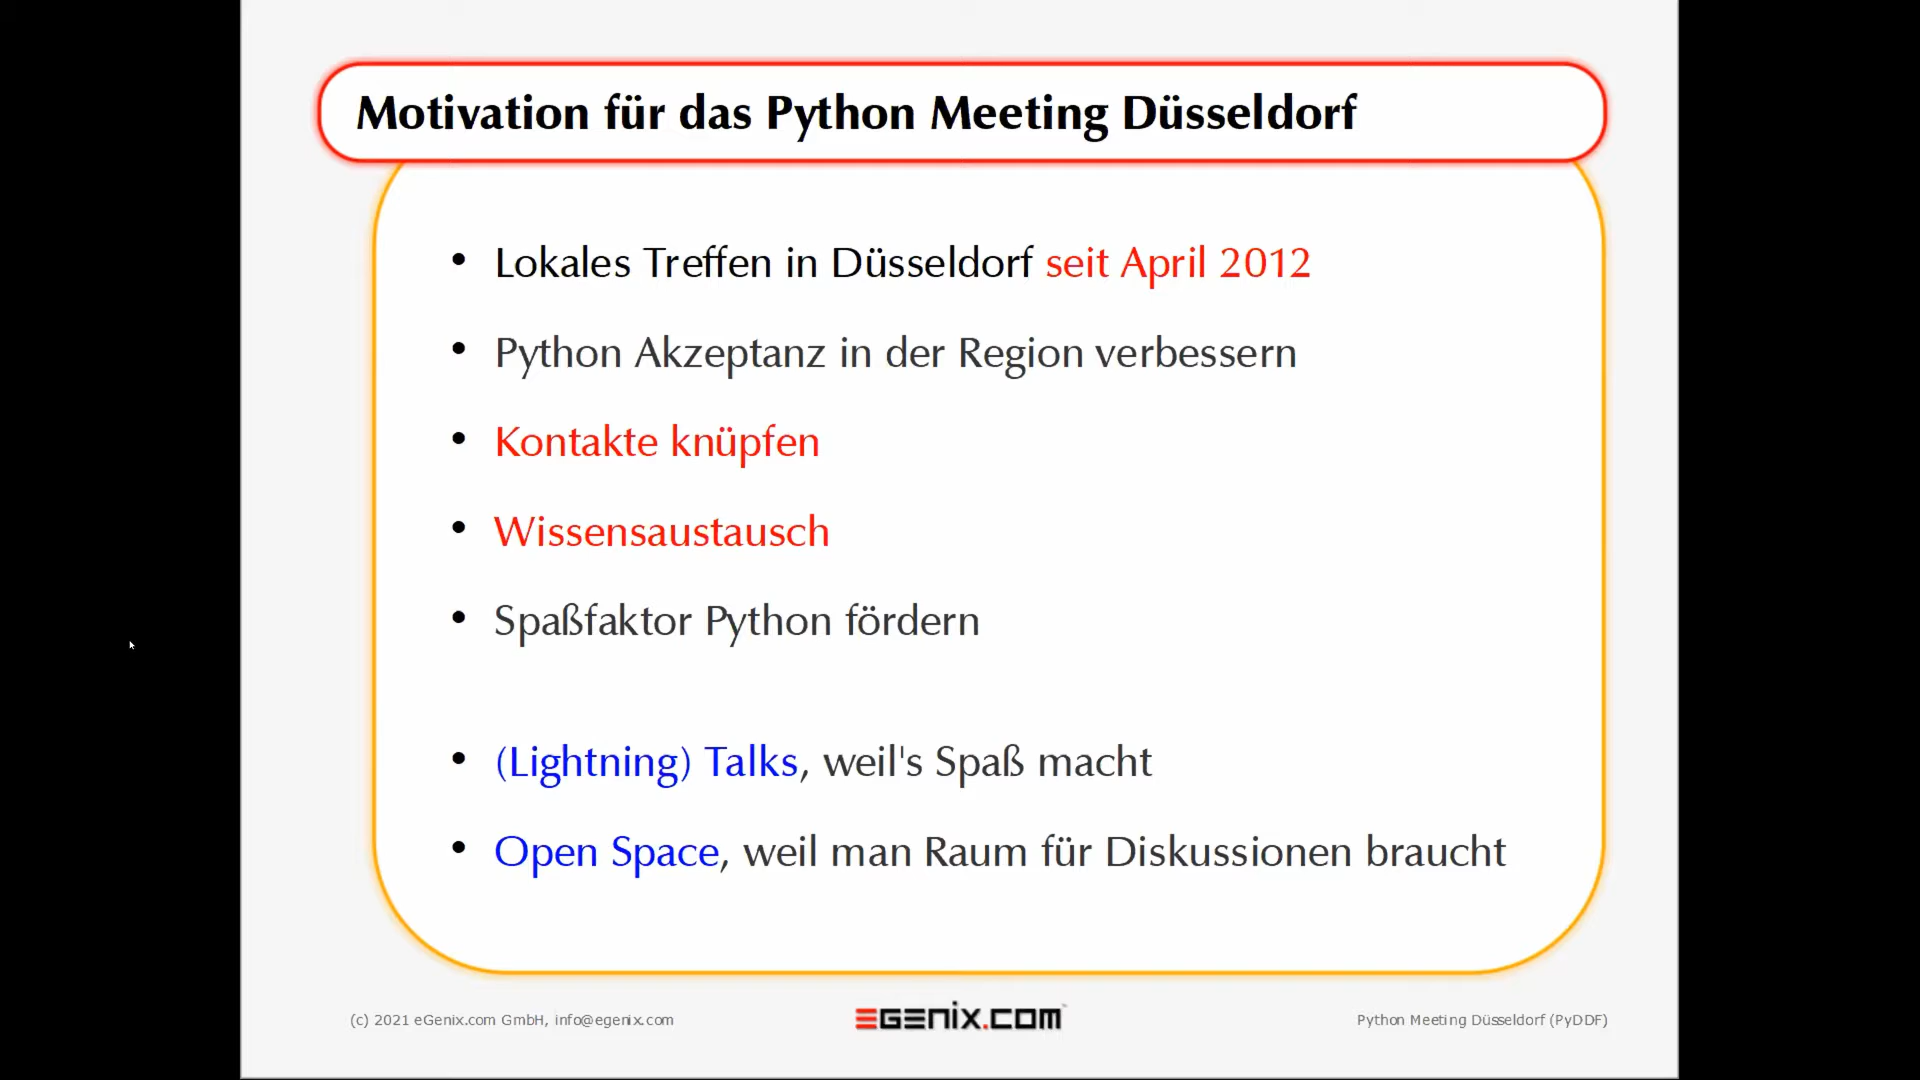 Motivation für das Python Meeting Düsseldorf
• Lokales Treffen in Düsseldorf seit April 2012
• Python Akzeptanz in der Region verbessern
• Kontakte knüpfen
• Wissensaustausch
• Spaßfaktor Python fördern
• (Lightning) Talks, weil's Spaß macht
• Open Space, weil man Raum für Diskussionen braucht
(c) 2021 eGenix.com GmbH, info@egenix.com
EGENIX.COM
Python Meeting Düsseldorf (PyDDF)